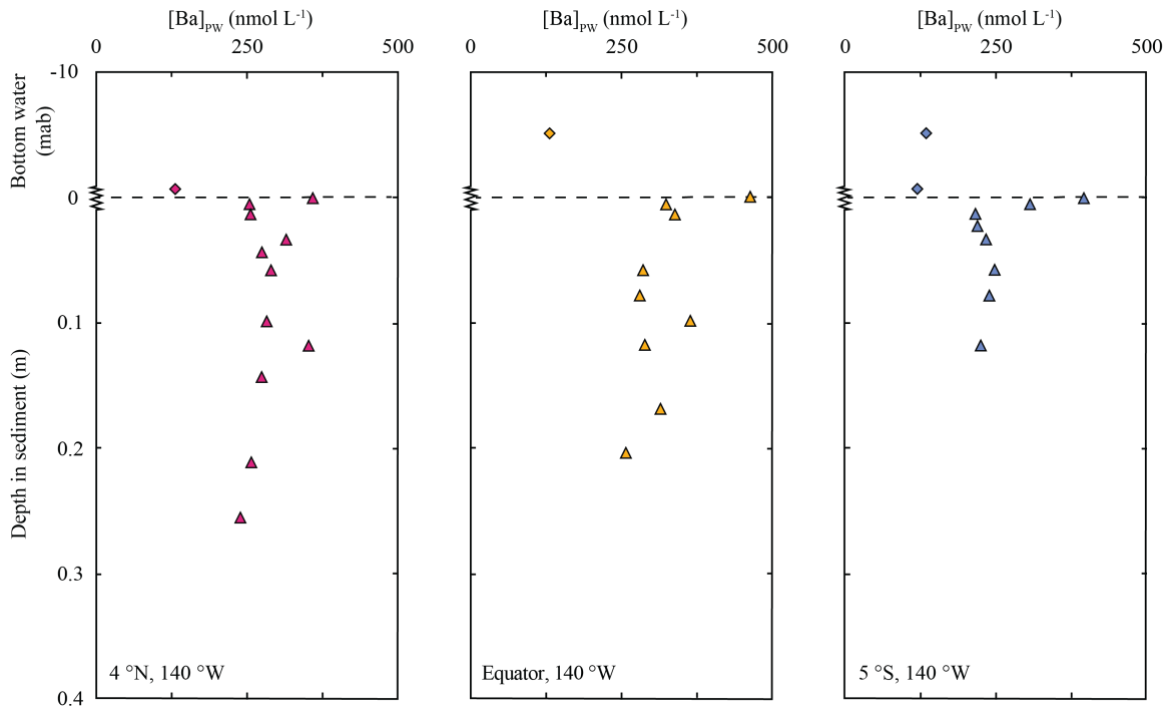 [Ba]PW (nmol L-1)
[Ba]PW (nmol L-1)
[Ba]PW (nmol L-1)
0 250 500
0 250 500
0 250 500
Bottom water
(mab)
-10
0
0.1
0.2
0.3
0.4
Depth in sediment (m)
4 °N, 140 °W
Equator, 140 °W
5 °S, 140 °W